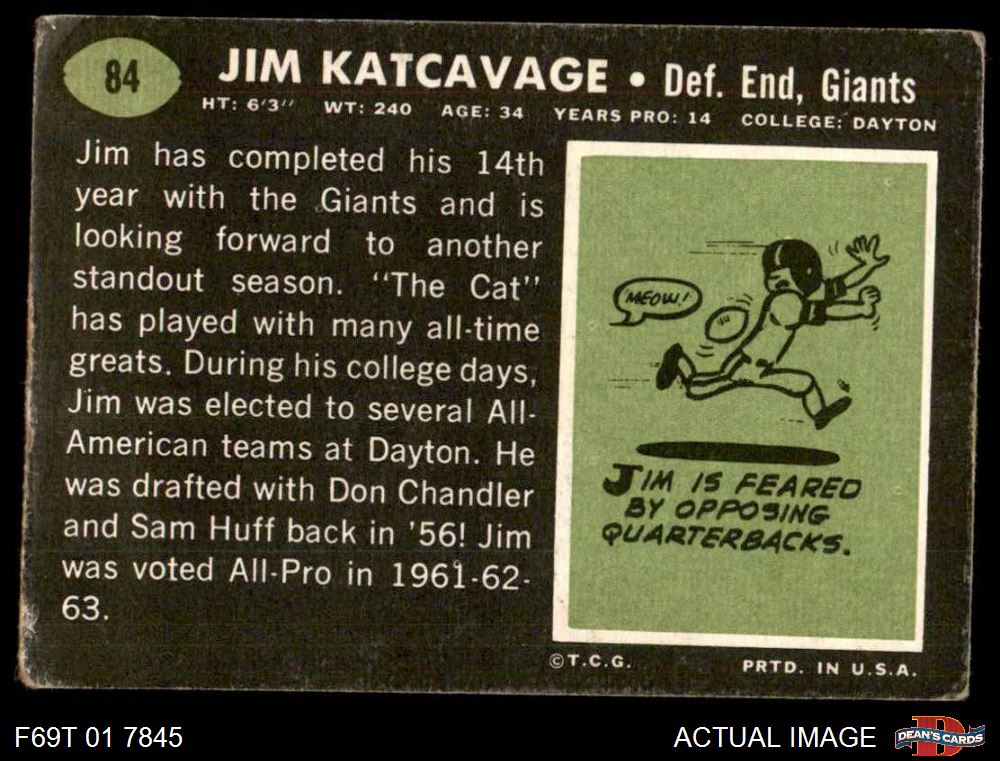 84
JIM KATCAVAGE • Def. End, Giants
HT: 6'3'' WT: 240 AGE: 34 YEARS PRO: 14 COLLEGE: DAYTON
Jim has completed his 14th
year with the Giants and is
looking forward to another
standout season. "The Cat"
has played with many all-time
greats. During his college days,
Jim was elected to several All-
American teams at Dayton. He
was drafted with Don Chandler
and Sam Huff back in '56! Jim
was voted All-Pro in 1961-62-
63.
MEOW!
JIM IS FEARED
BY OPPOSING
QUARTERBACKS.
©T.C.G. PRTD. IN U.S.A.
F69T 01 7845
ACTUAL IMAGE
D
DEAN'S CARDS